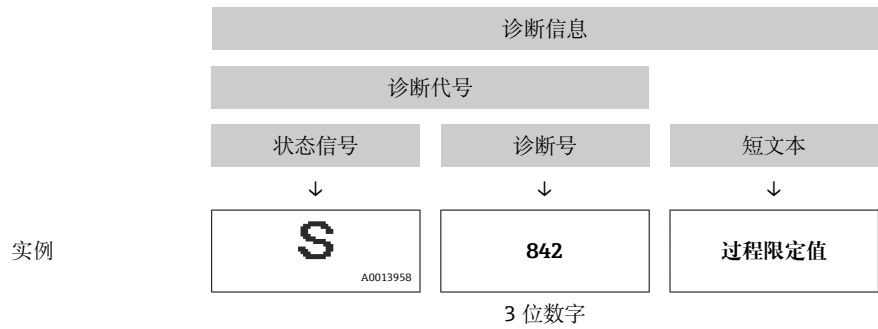 诊断信息
诊断代号
状态信号 诊断号 短文本
↓ ↓ ↓
实例 S 842 过程限定值
A0013958
3 位数字